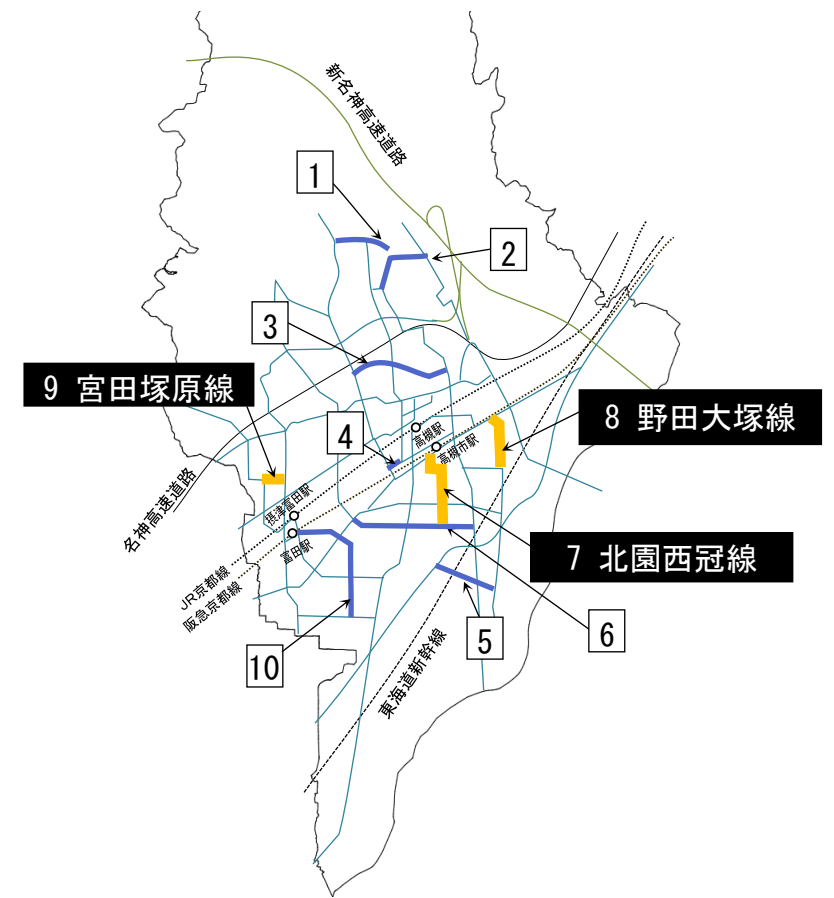 新名神高速道路
1
2
3
9 宮田塚原線
4
高槻駅
高槻市駅
8 野田大塚線
名神高速道路
摂津富田駅
富田駅
7 北園西冠線
JR京都線
阪急京都線
5
6
10
東海道新幹線